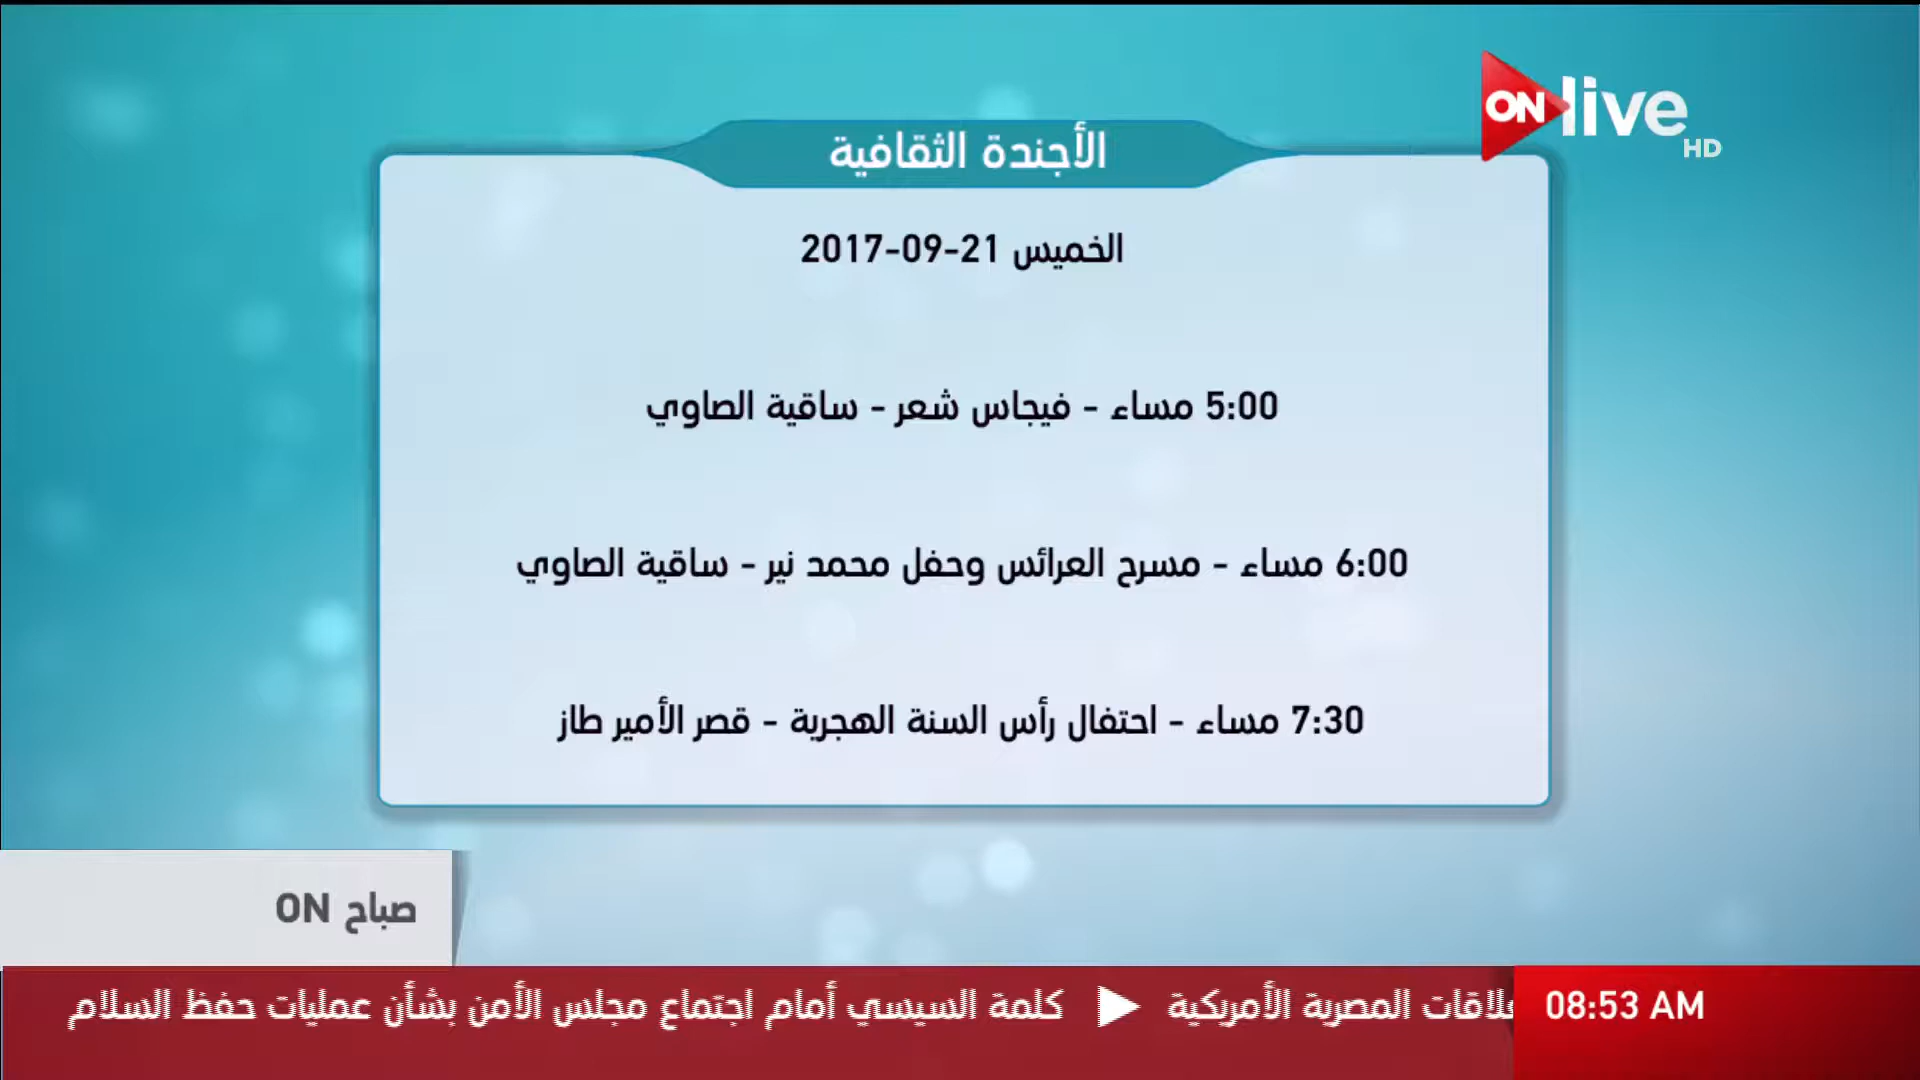 ON live
HD
الأجندة الثقافية
الخميس 21-09-2017
5:00 مساء - فيجاس شعر - ساقية الصاوي
6:00 مساء - مسرح العرائس وحفل محمد نير - ساقية الصاوي
7:30 مساء - احتفال رأس السنة الهجرية - قصر الأمير طاز
صباح ON
08:53 AM
علاقات المصرية الأمريكية ◀ كلمة السيسي أمام اجتماع مجلس الأمن بشأن عمليات حفظ السلام